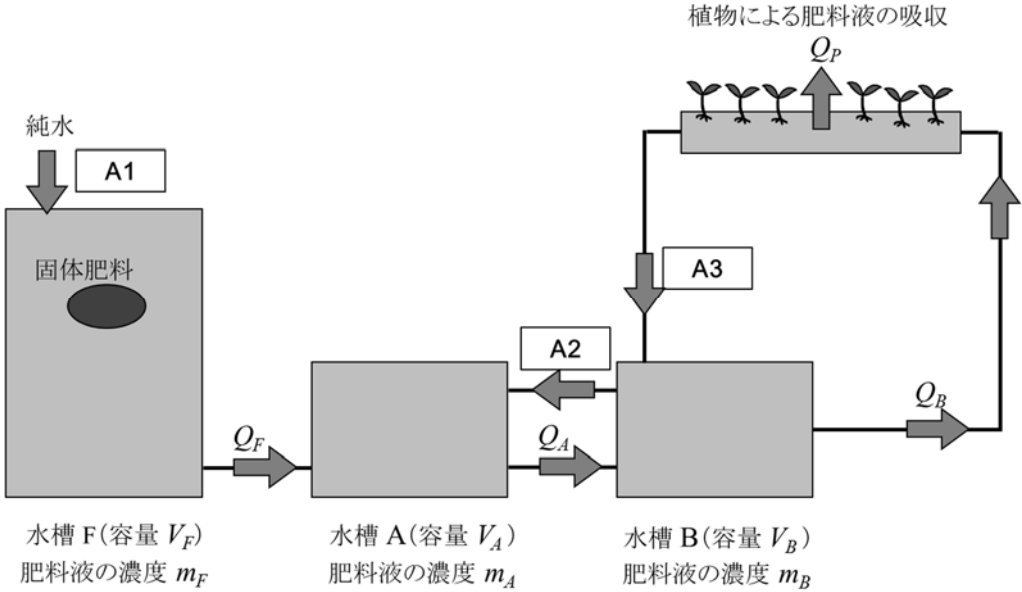 植物による肥料液の吸収
Q_P
純水
A1
固体肥料
A3
A2
Q_B
Q_F
Q_A
水槽 F(容量 V_F)
肥料液の濃度 m_F
水槽 A(容量 V_A)
肥料液の濃度 m_A
水槽 B(容量 V_B)
肥料液の濃度 m_B